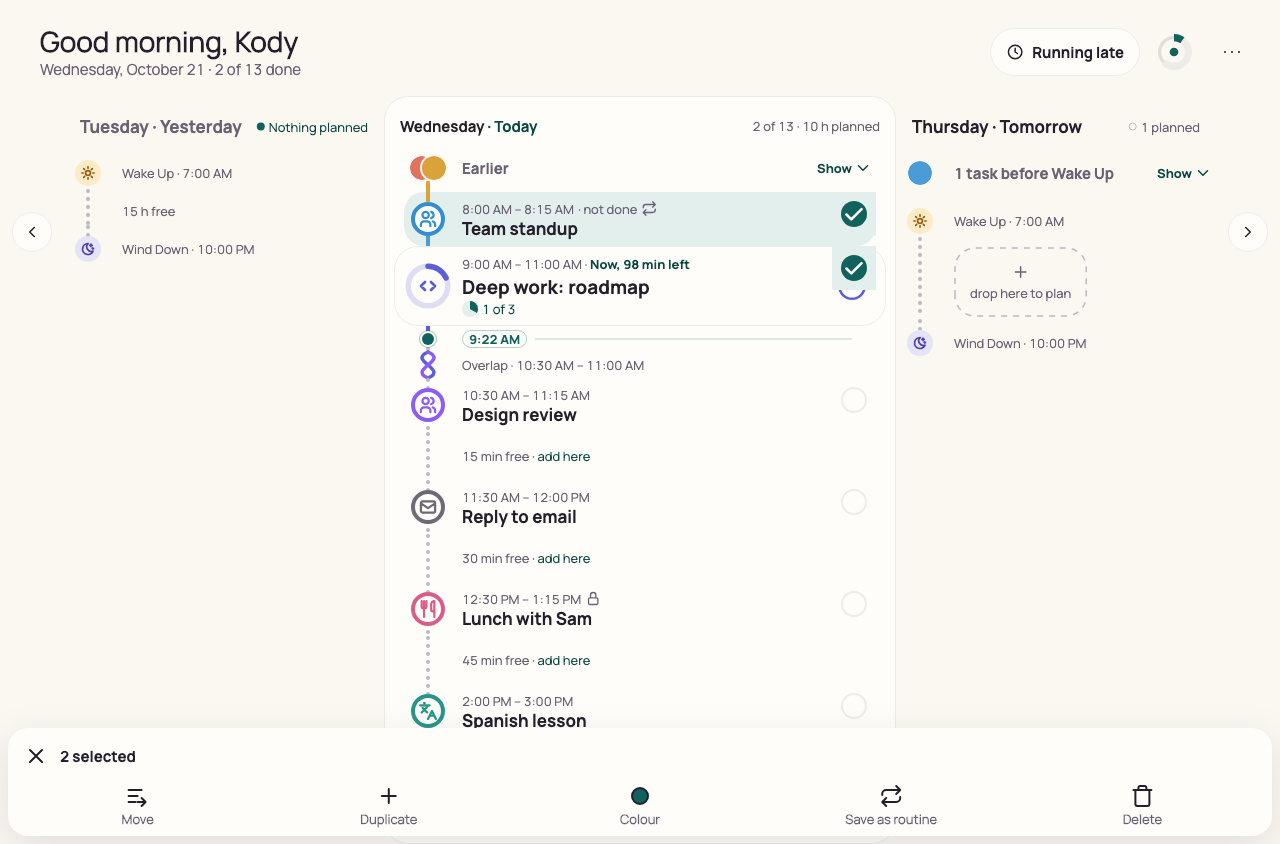 Good morning, Kody
Wednesday, October 21 · 2 of 13 done
Running late
Tuesday · Yesterday
Nothing planned
Wake Up · 7:00 AM
15 h free
Wind Down · 10:00 PM
Wednesday · Today
2 of 13 · 10 h planned
Earlier
Show
8:00 AM – 8:15 AM · not done
Team standup
9:00 AM – 11:00 AM · Now, 98 min left
Deep work: roadmap
1 of 3
9:22 AM
Overlap · 10:30 AM – 11:00 AM
10:30 AM – 11:15 AM
Design review
15 min free · add here
11:30 AM – 12:00 PM
Reply to email
30 min free · add here
12:30 PM – 1:15 PM
Lunch with Sam
45 min free · add here
2:00 PM – 3:00 PM
Spanish lesson
Thursday · Tomorrow
1 planned
1 task before Wake Up
Show
Wake Up · 7:00 AM
drop here to plan
Wind Down · 10:00 PM
2 selected
Move
Duplicate
Colour
Save as routine
Delete